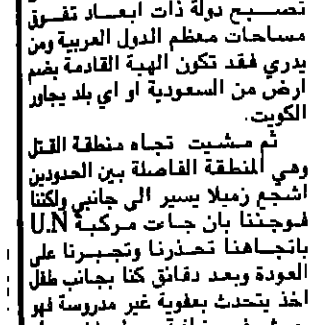 تصبح دولة ذات ابعاد تفوق
مساحات معظم الدول العربية ومن
يدري فقد تكون الهبة القادمة بضم
ارض من السعودية او اي بلد يجاور
الكويت.
ثم مشيت تجاه منطقة القتل
وهي المنطقة الفاصلة بين الحدودين
اشجع زميلا يسير الى جانبي ولكننا
فوجئنا بان جاءت مركبة U.N
باتجاهنا تحذرنا وتجبرنا على
العودة وبعد دقائق كنا بجانب طفل
اخذ يتحدث بعفوية غير مدروسة فهو